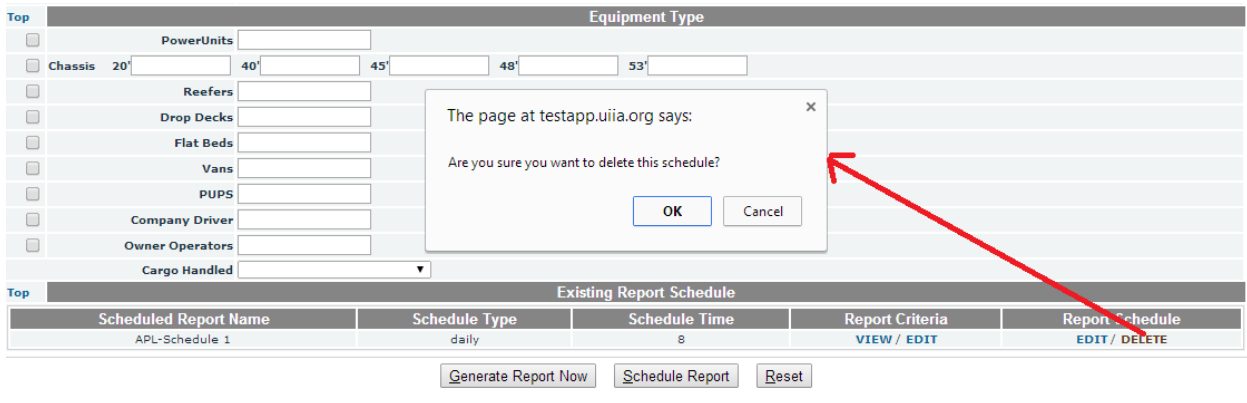 Top Equipment Type
PowerUnits
Chassis 20' 40' 45' 48' 53'
Reefers
Drop Decks
Flat Beds
Vans
PUPS
Company Driver
Owner Operators
Cargo Handled
The page at testapp.uiia.org says:
Are you sure you want to delete this schedule?
OK Cancel
Top Existing Report Schedule
Scheduled Report Name Schedule Type Schedule Time Report Criteria Report Schedule
APL-Schedule 1 daily 8 VIEW / EDIT EDIT / DELETE
Generate Report Now Schedule Report Reset